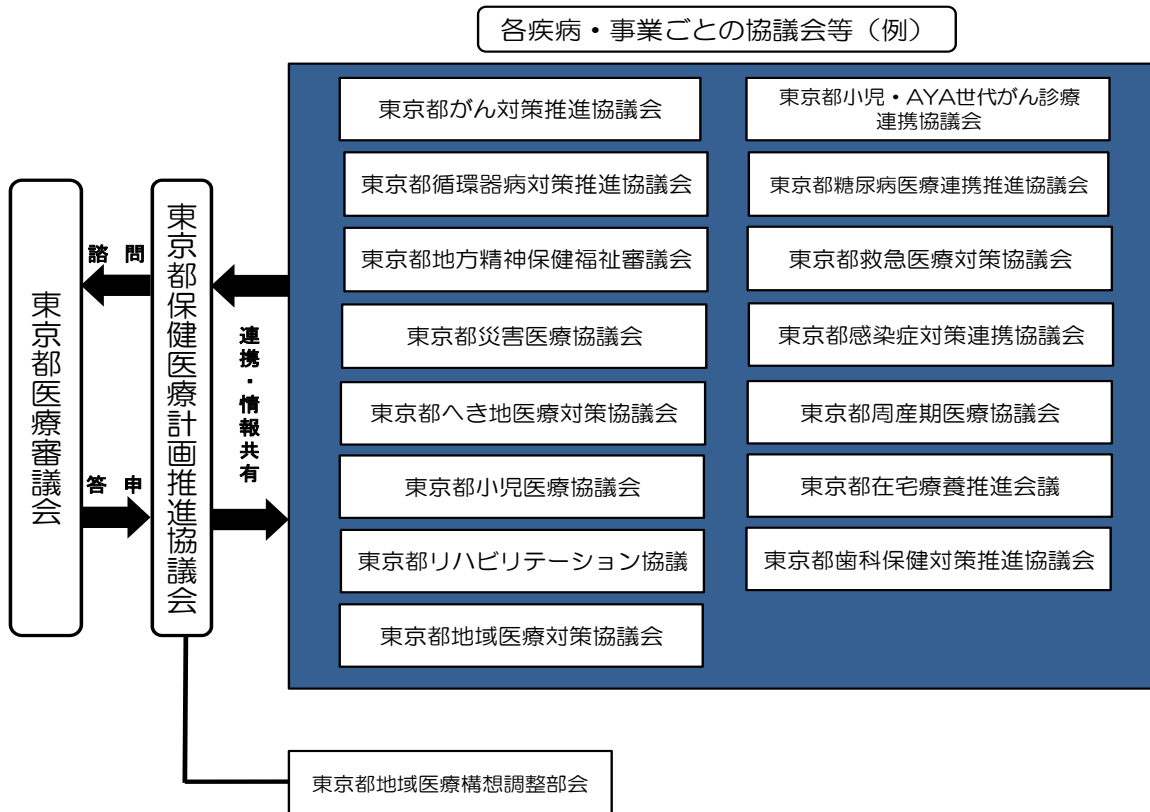 各疾病・事業ごとの協議会等（例）
東京都がん対策推進協議会
東京都小児・AYA世代がん診療
連携協議会
東京都循環器病対策推進協議会
東京都糖尿病医療連携推進協議会
東京都地方精神保健福祉審議会
東京都救急医療対策協議会
東京都災害医療協議会
東京都感染症対策連携協議会
東京都へき地医療対策協議会
東京都周産期医療協議会
東京都小児医療協議会
東京都在宅療養推進会議
東京都リハビリテーション協議
東京都歯科保健対策推進協議会
東京都地域医療対策協議会
東京都医療審議会
諮問
答申
東京都保健医療計画推進協議会
連携・情報共有
東京都地域医療構想調整部会